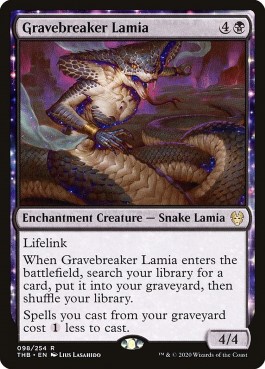 Gravebreaker Lamia 4
Enchantment Creature — Snake Lamia
Lifelink
When Gravebreaker Lamia enters the
battlefield, search your library for a
card, put it into your graveyard, then
shuffle your library.
Spells you cast from your graveyard
cost 1 less to cast.
4/4
098/254 R
THB • EN LIUS LASAHIDO
™ & © 2020 Wizards of the Coast